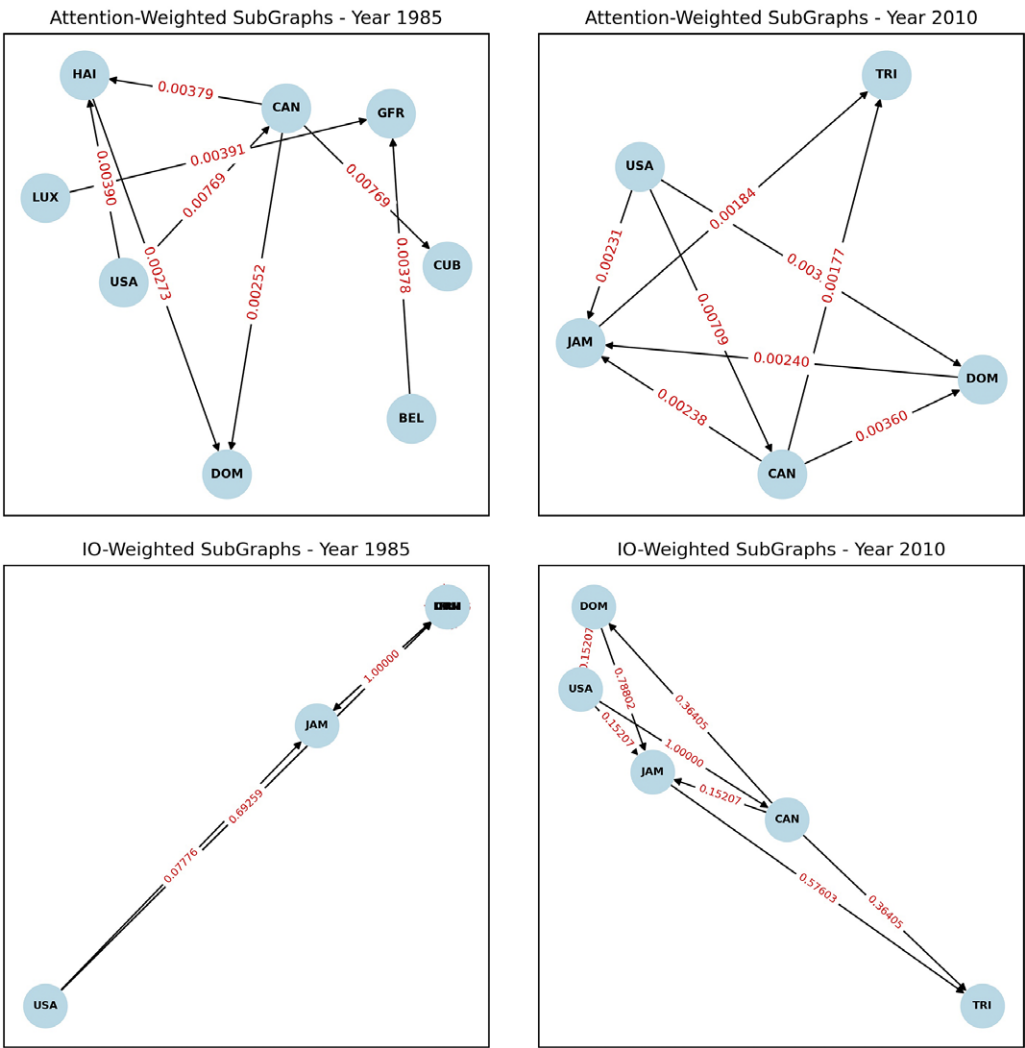 Attention-Weighted SubGraphs - Year 1985
HAI
CAN
GFR
LUX
USA
CUB
BEL
DOM
0.00379
0.00391
0.00390
0.00769
0.00769
0.00273
0.00252
0.00378
Attention-Weighted SubGraphs - Year 2010
TRI
USA
JAM
DOM
CAN
0.00184
0.00231
0.003
0.00177
0.00709
0.00240
0.00238
0.00360
IO-Weighted SubGraphs - Year 1985
JAM
USA
1.00000
0.69259
0.07776
IO-Weighted SubGraphs - Year 2010
DOM
USA
JAM
CAN
TRI
0.15207
0.78802
0.36405
0.15207
1.00000
0.15207
0.57603
0.36405